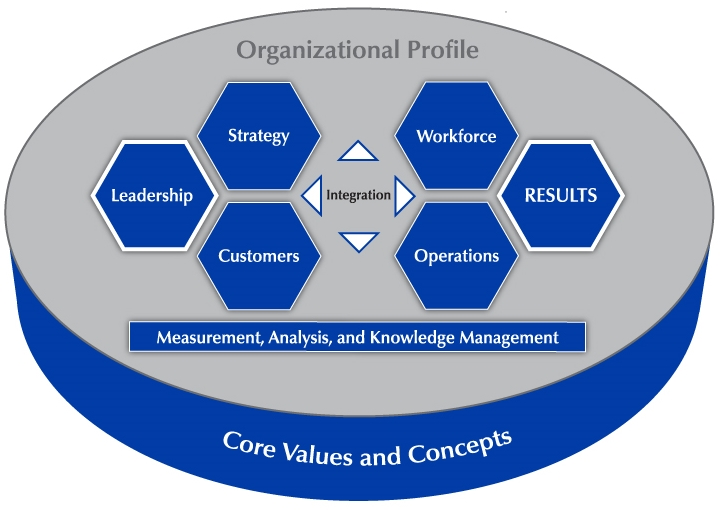 Organizational Profile
Strategy
Workforce
Leadership
Integration
RESULTS
Customers
Operations
Measurement, Analysis, and Knowledge Management
Core Values and Concepts